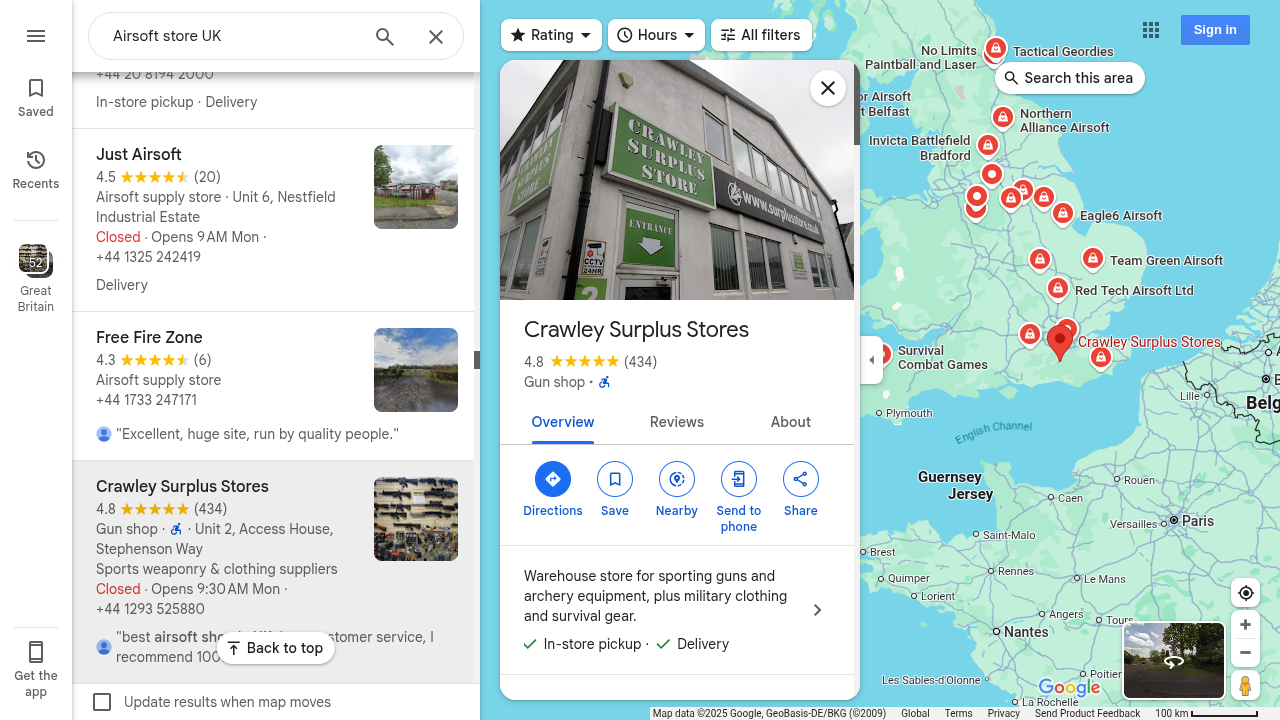 Airsoft store UK
Saved
Recents
52
Great
Britain
Get the
app
+44 20 8194 2000
In-store pickup · Delivery
Just Airsoft
4.5 (20)
Airsoft supply store · Unit 6, Nestfield
Industrial Estate
Closed · Opens 9 AM Mon ·
+44 1325 242419
Delivery
Free Fire Zone
4.3 (6)
Airsoft supply store
+44 1733 247171
"Excellent, huge site, run by quality people."
Crawley Surplus Stores
4.8 (434)
Gun shop · · Unit 2, Access House,
Stephenson Way
Sports weaponry & clothing suppliers
Closed · Opens 9:30 AM Mon ·
+44 1293 525880
"best airsoft customer service, I
recommend 100
Back to top
Update results when map moves
Rating
Hours
All filters
CRAWLEY
SURPLUS
STORE
CRAWLEY
SURPLUS
STORE
www.surplusstore.co.uk
ENTRANCE
CCTV
24HR
2
Crawley Surplus Stores
4.8 (434)
Gun shop ·
Overview
Reviews
About
Directions
Save
Nearby
Send to
phone
Share
Warehouse store for sporting guns and
archery equipment, plus military clothing
and survival gear.
In-store pickup · Delivery
Sign in
Search this area
No Limits
Paintball and Laser
Tactical Geordies
or Airsoft
t Belfast
Northern
Alliance Airsoft
Invicta Battlefield
Bradford
Eagle6 Airsoft
Team Green Airsoft
Red Tech Airsoft Ltd
Crawley Surplus Stores
Survival
Combat Games
Plymouth
English Channel
Lille
Belg
Guernsey
Jersey
Rouen
Caen
Versailles
Paris
Saint-Malo
Brest
Rennes
Quimper
Le Mans
Lorient
Angers
Tours
Nantes
Poitier
Les Sables-d'Olonne
La Rochelle
Google
Map data ©2025 Google, GeoBasis-DE/BKG (©2009)
Global
Terms
Privacy
Send Product Feedback
100 km